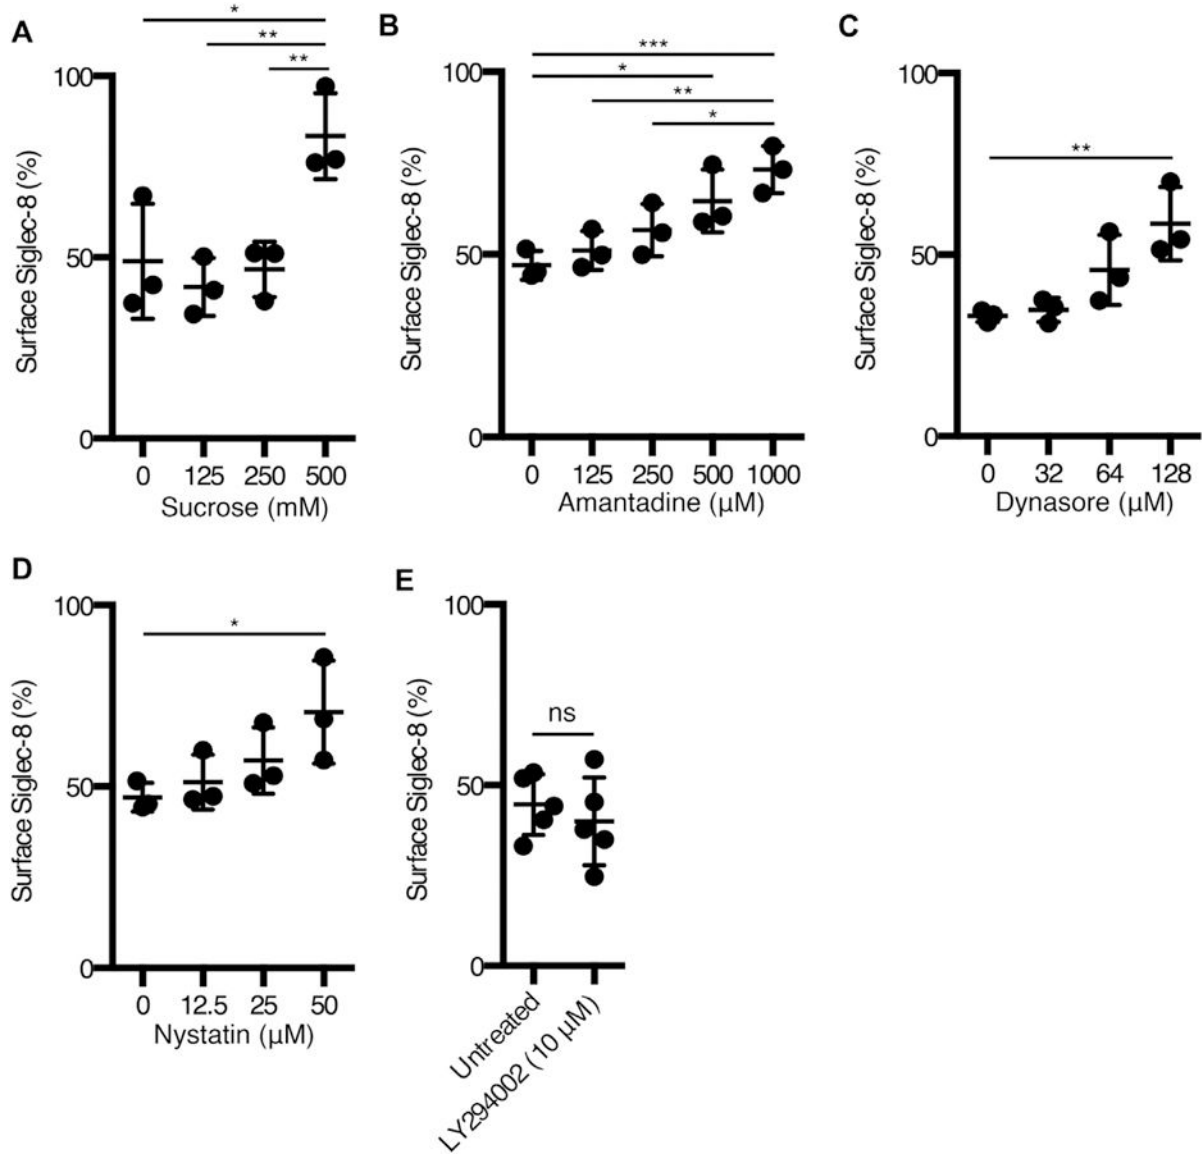 A
*
**
**
100
50
0
Surface Siglec-8 (%)
0 125 250 500
Sucrose (mM)
B
***
*
**
*
100
50
0
Surface Siglec-8 (%)
0 125 250 500 1000
Amantadine (μM)
C
**
100
50
0
Surface Siglec-8 (%)
0 32 64 128
Dynasore (μM)
D
*
100
50
0
Surface Siglec-8 (%)
0 12.5 25 50
Nystatin (μM)
E
ns
100
50
0
Surface Siglec-8 (%)
Untreated
LY294002 (10 μM)